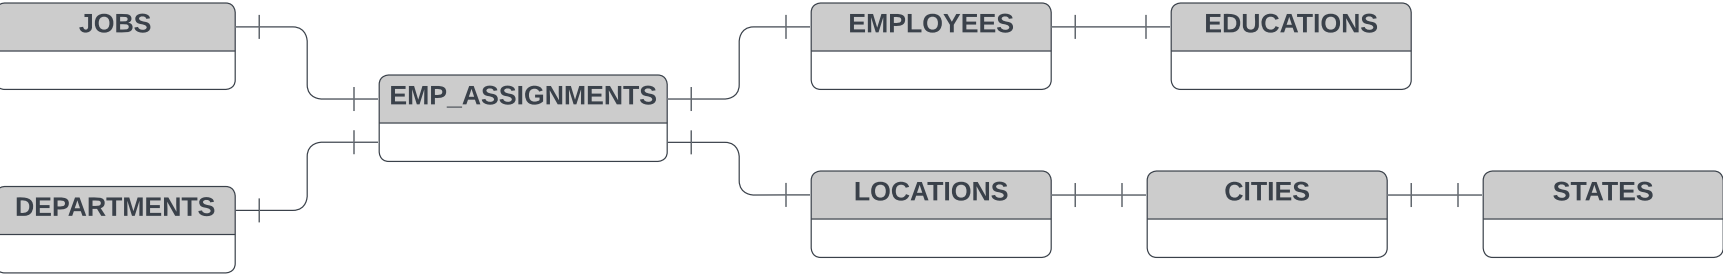 JOBS
EMPLOYEES
EDUCATIONS
EMP_ASSIGNMENTS
DEPARTMENTS
LOCATIONS
CITIES
STATES